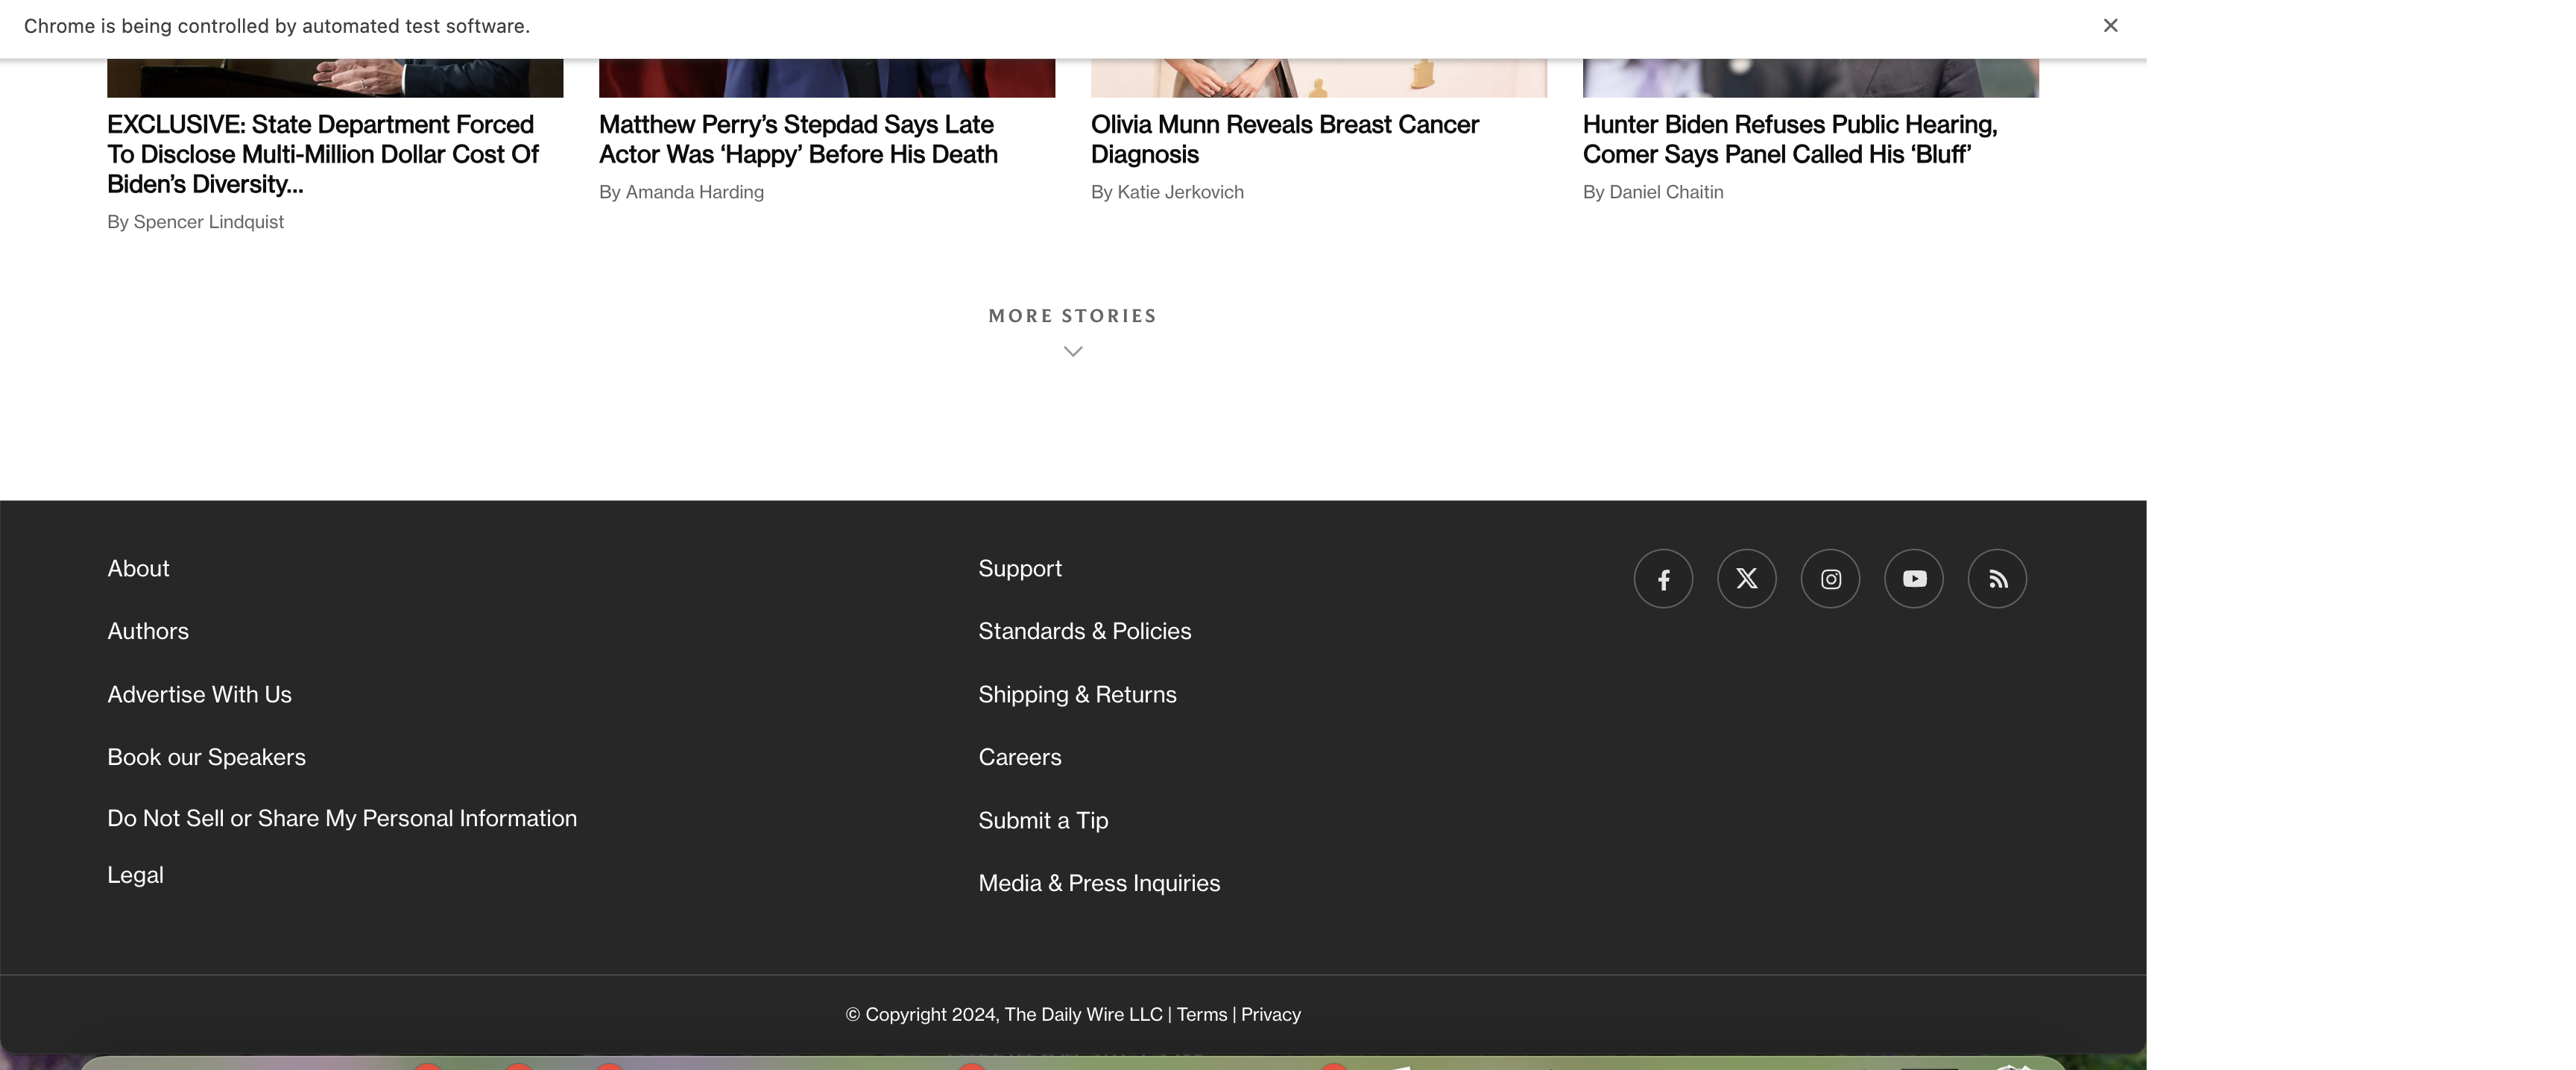 Chrome is being controlled by automated test software.
EXCLUSIVE: State Department Forced
To Disclose Multi-Million Dollar Cost Of
Biden’s Diversity...
By Spencer Lindquist
Matthew Perry’s Stepdad Says Late
Actor Was ‘Happy’ Before His Death
By Amanda Harding
Olivia Munn Reveals Breast Cancer
Diagnosis
By Katie Jerkovich
Hunter Biden Refuses Public Hearing,
Comer Says Panel Called His ‘Bluff’
By Daniel Chaitin
MORE STORIES
About
Authors
Advertise With Us
Book our Speakers
Do Not Sell or Share My Personal Information
Legal
Support
Standards & Policies
Shipping & Returns
Careers
Submit a Tip
Media & Press Inquiries
© Copyright 2024, The Daily Wire LLC | Terms | Privacy